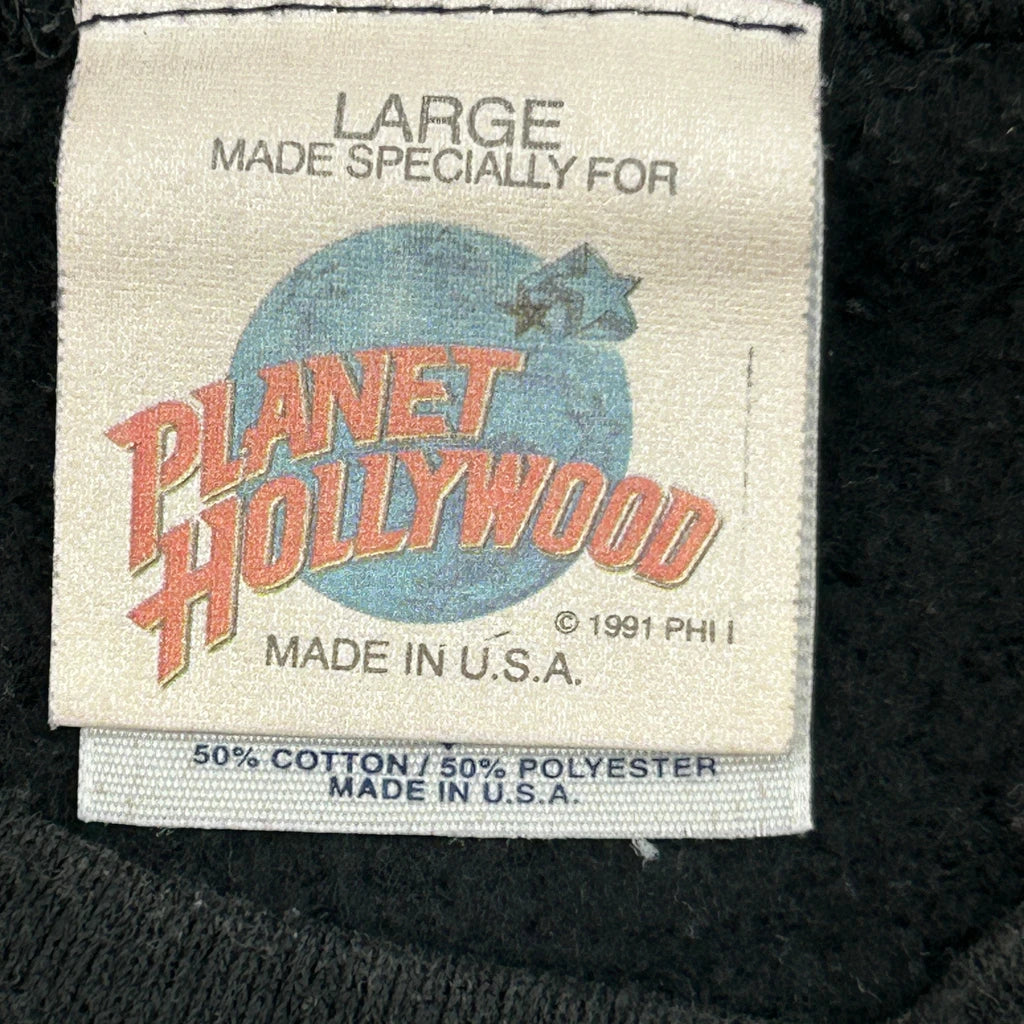 LARGE
MADE SPECIALLY FOR
PLANET
HOLLYWOOD
© 1991 PHI I
MADE IN U.S.A.
50% COTTON / 50% POLYESTER
MADE IN U.S.A.